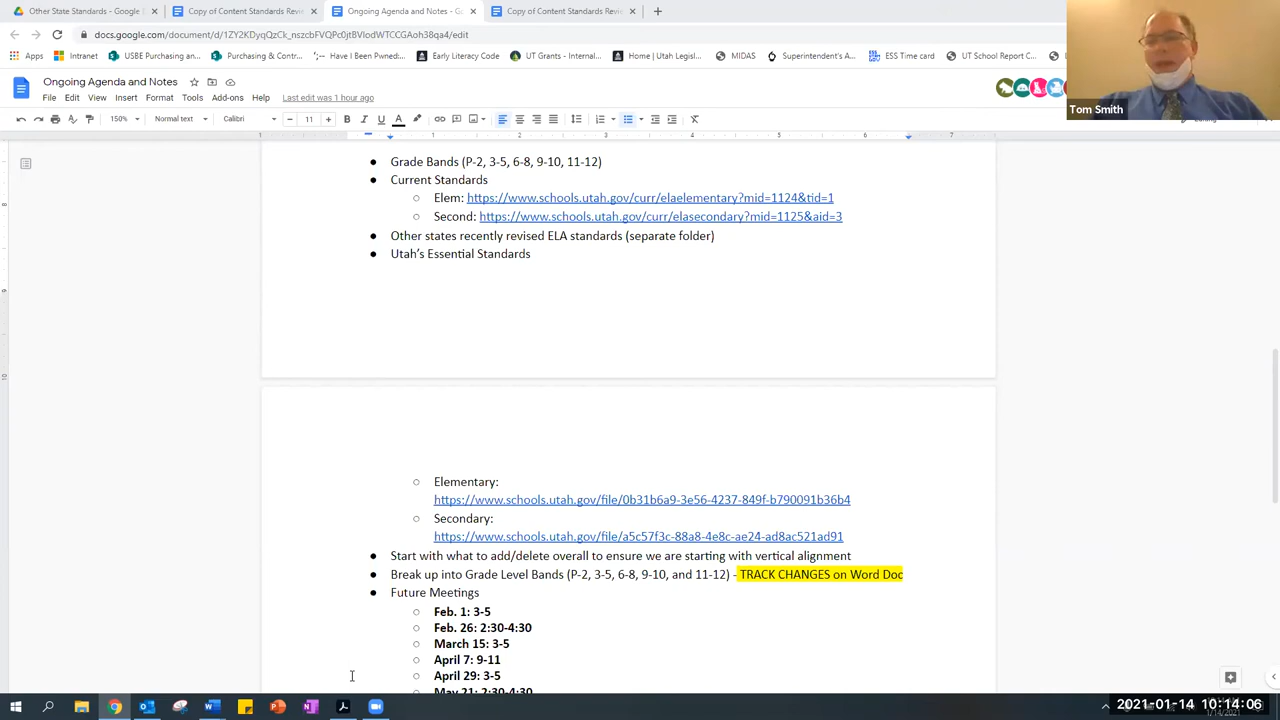 Other State Standards - Google
Copy of Content Standards Revi
Ongoing Agenda and Notes - Go
Copy of Content Standards Revie
docs.google.com/document/d/1ZY2KDyqQzCk_nszcbFVQPc0jtBVlodWTCCGAoh38qa4/edit
Apps
Intranet
USBE Purchasing an...
Purchasing & Contr...
Have I Been Pwned:...
Early Literacy Code
UT Grants - Internal...
Home | Utah Legisl...
MIDAS
Superintendent's A...
ESS Time card
UT School Report C...
Ongoing Agenda and Notes
File Edit View Insert Format Tools Add-ons Help Last edit was 1 hour ago
150% Normal text Calibri 11
Tom Smith
Grade Bands (P-2, 3-5, 6-8, 9-10, 11-12)
Current Standards
Elem: https://www.schools.utah.gov/curr/elaelementary?mid=1124&tid=1
Second: https://www.schools.utah.gov/curr/elasecondary?mid=1125&aid=3
Other states recently revised ELA standards (separate folder)
Utah's Essential Standards
Elementary:
https://www.schools.utah.gov/file/0b31b6a9-3e56-4237-849f-b790091b36b4
Secondary:
https://www.schools.utah.gov/file/a5c57f3c-88a8-4e8c-ae24-ad8ac521ad91
Start with what to add/delete overall to ensure we are starting with vertical alignment
Break up into Grade Level Bands (P-2, 3-5, 6-8, 9-10, and 11-12) - TRACK CHANGES on Word Doc
Future Meetings
Feb. 1: 3-5
Feb. 26: 2:30-4:30
March 15: 3-5
April 7: 9-11
April 29: 3-5
May 21: 2:30-4:30
2021-01-14 10:14:06